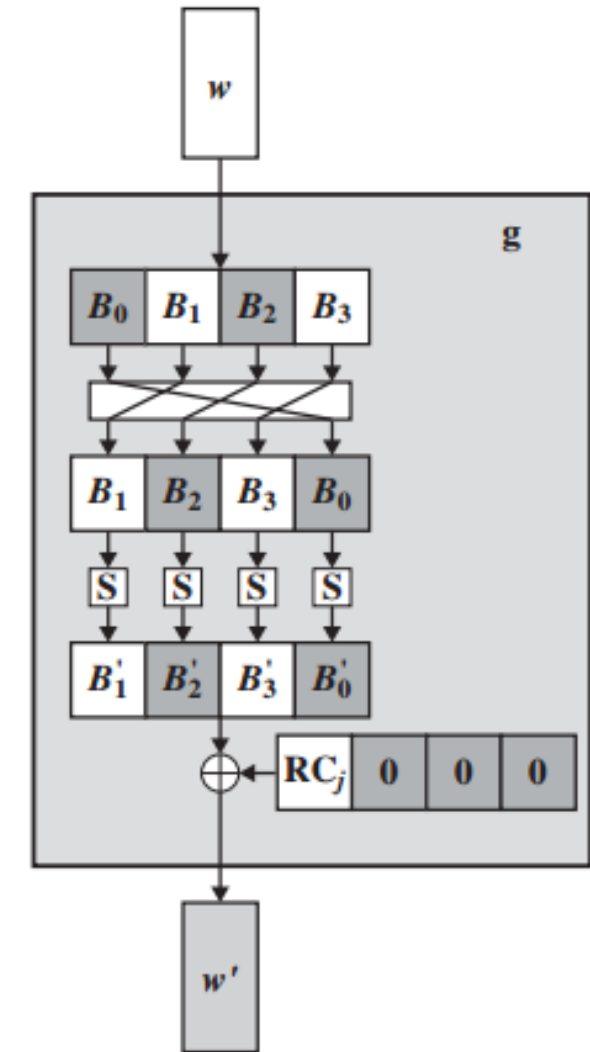 w
g
B₀ B₁ B₂ B₃
B₁ B₂ B₃ B₀
S S S S
B'₁ B'₂ B'₃ B'₀
RCⱼ 0 0 0
w'